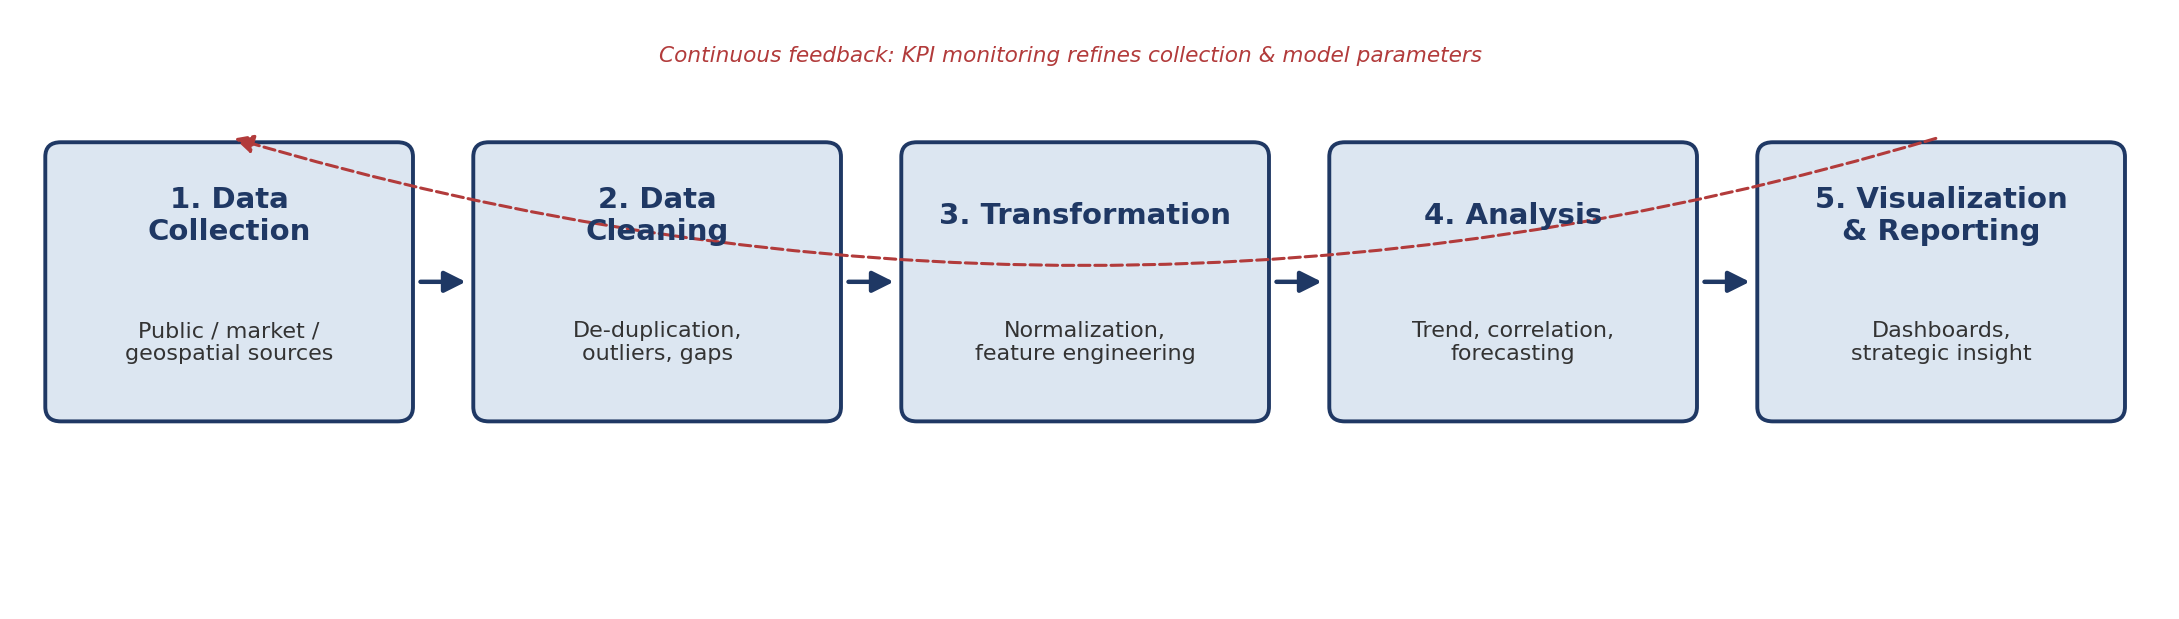 Continuous feedback: KPI monitoring refines collection & model parameters
1. Data
Collection
Public / market /
geospatial sources
2. Data
Cleaning
De-duplication,
outliers, gaps
3. Transformation
Normalization,
feature engineering
4. Analysis
Trend, correlation,
forecasting
5. Visualization
& Reporting
Dashboards,
strategic insight